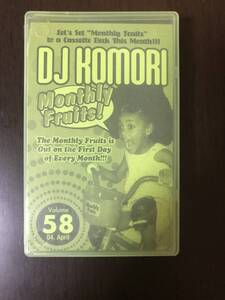 Let's Set "Monthly Fruits"
in a Cassette Deck This Month!!!
DJ KOMORI
Monthly
Fruits!
The Monthly Fruits is
Out on the First Day
of Every Month!!!
Volume
58
04. April